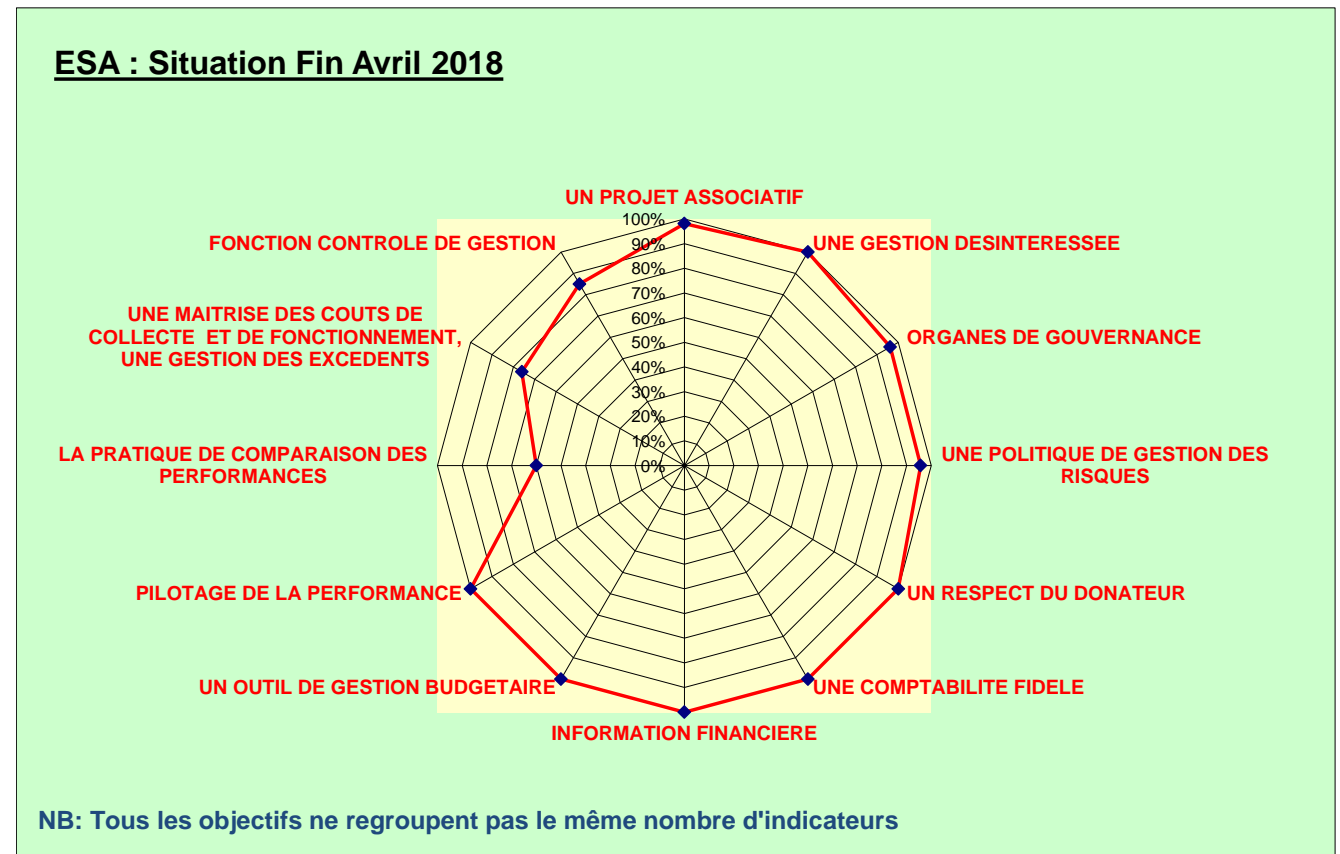 ESA : Situation Fin Avril 2018
UN PROJET ASSOCIATIF
100%
90%
80%
70%
60%
50%
40%
30%
20%
10%
0%
UNE GESTION DESINTERESSEE
ORGANES DE GOUVERNANCE
UNE POLITIQUE DE GESTION DES
RISQUES
UN RESPECT DU DONATEUR
UNE COMPTABILITE FIDELE
INFORMATION FINANCIERE
UN OUTIL DE GESTION BUDGETAIRE
PILOTAGE DE LA PERFORMANCE
LA PRATIQUE DE COMPARAISON DES
PERFORMANCES
UNE MAITRISE DES COUTS DE
COLLECTE  ET DE FONCTIONNEMENT,
UNE GESTION DES EXCEDENTS
FONCTION CONTROLE DE GESTION
NB: Tous les objectifs ne regroupent pas le même nombre d'indicateurs